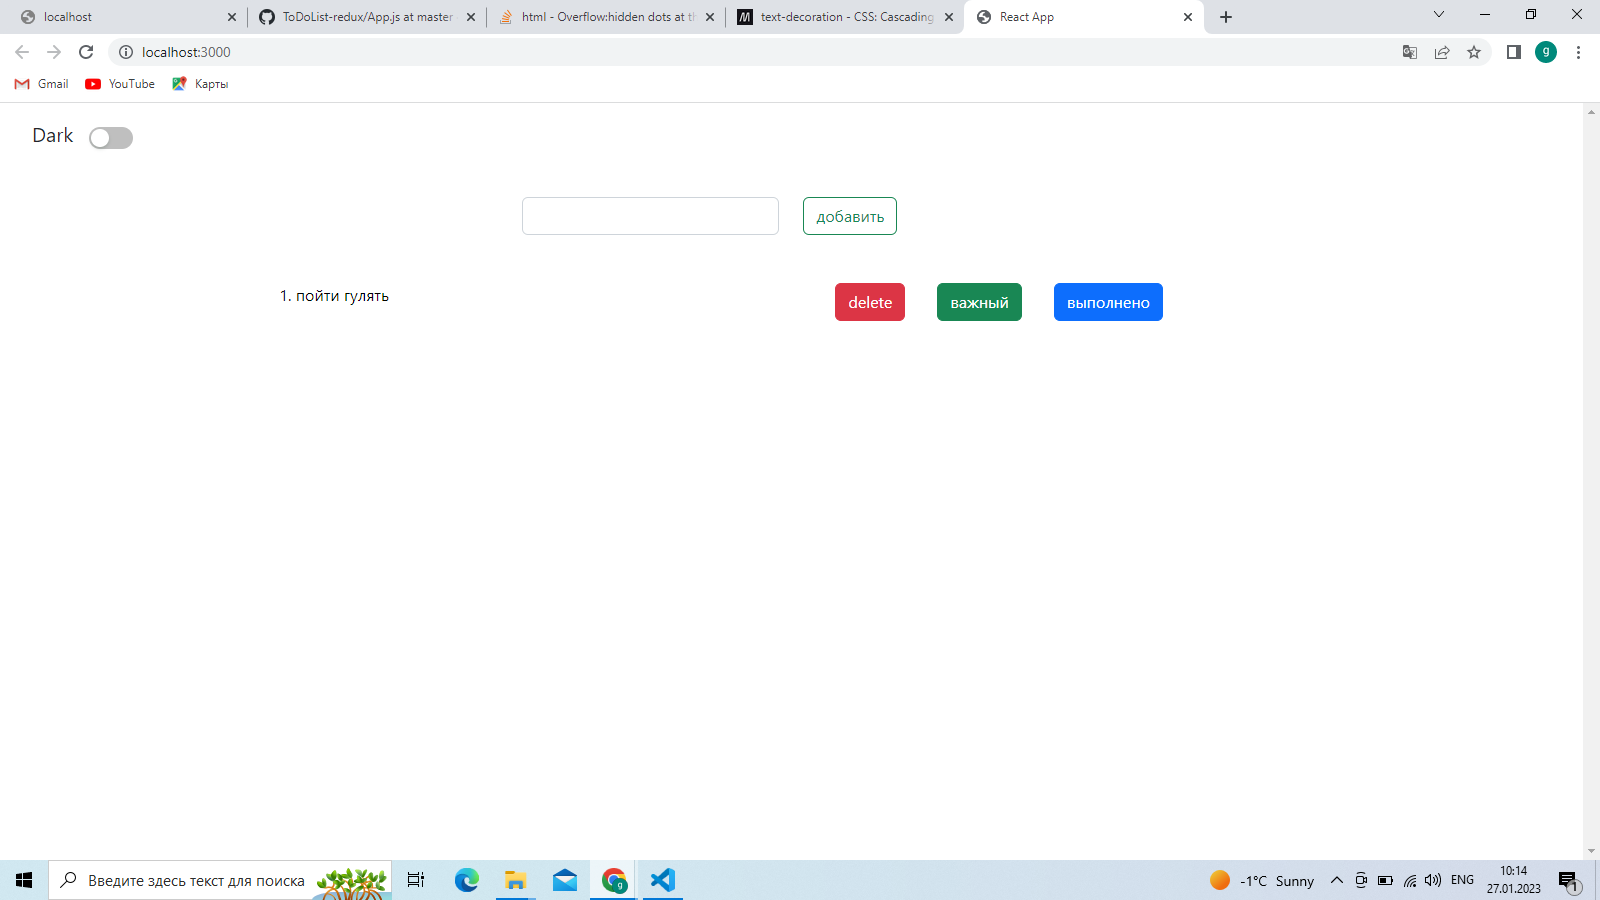 localhost
ToDoList-redux/App.js at master
html - Overflow:hidden dots at th
text-decoration - CSS: Cascading
React App
localhost:3000
g
Gmail
YouTube
Карты
Dark
добавить
1. пойти гулять
delete
важный
выполнено
Введите здесь текст для поиска
g
-1°C Sunny
ENG
10:14
27.01.2023
1